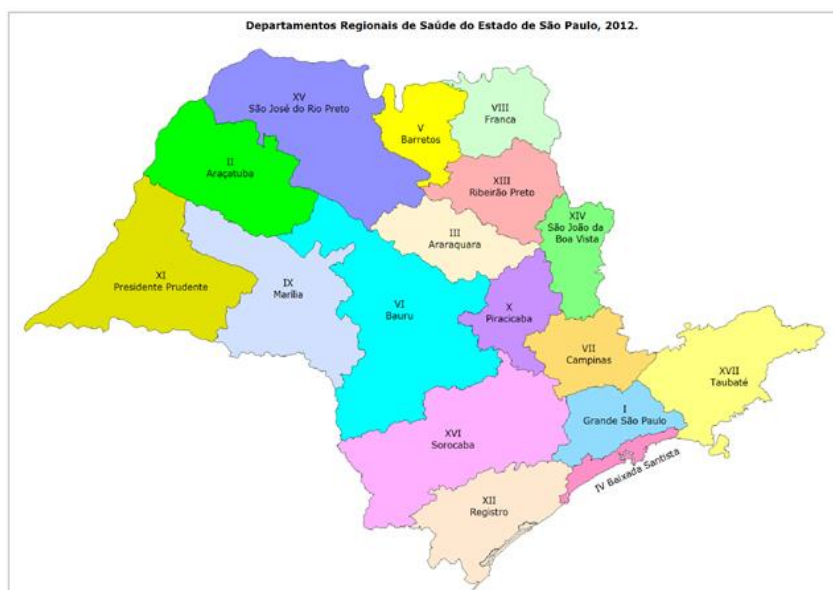 Departamentos Regionais de Saúde do Estado de São Paulo, 2012.
XV
São José do Rio Preto
V
Barretos
VIII
Franca
II
Araçatuba
XIII
Ribeirão Preto
XIV
São João da
Boa Vista
III
Araraquara
XI
Presidente Prudente
IX
Marília
VI
Bauru
X
Piracicaba
VII
Campinas
XVII
Taubaté
I
Grande São Paulo
XVI
Sorocaba
IV Baixada Santista
XII
Registro